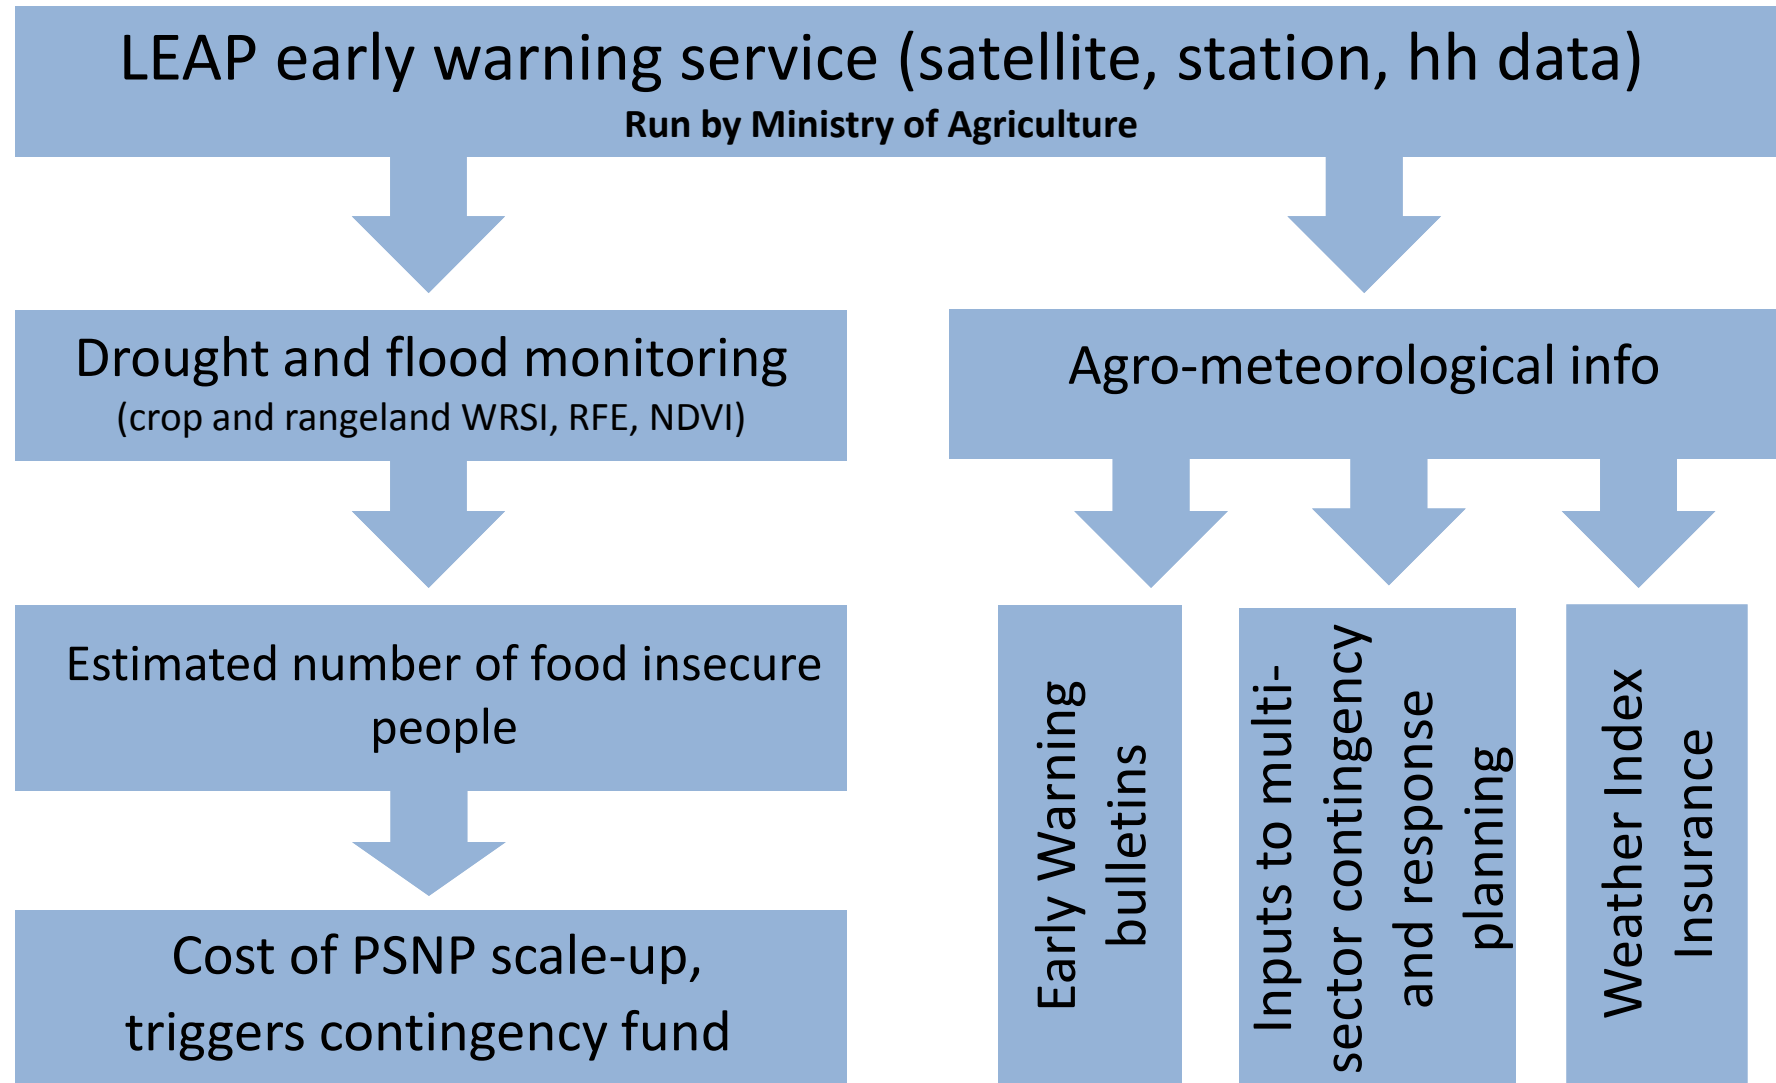 LEAP early warning service (satellite, station, hh data)
Run by Ministry of Agriculture
Drought and flood monitoring
(crop and rangeland WRSI, RFE, NDVI)
Agro-meteorological info
Estimated number of food insecure
people
Cost of PSNP scale-up,
triggers contingency fund
Early Warning
bulletins
Inputs to multi-
sector contingency
and response
planning
Weather Index
Insurance